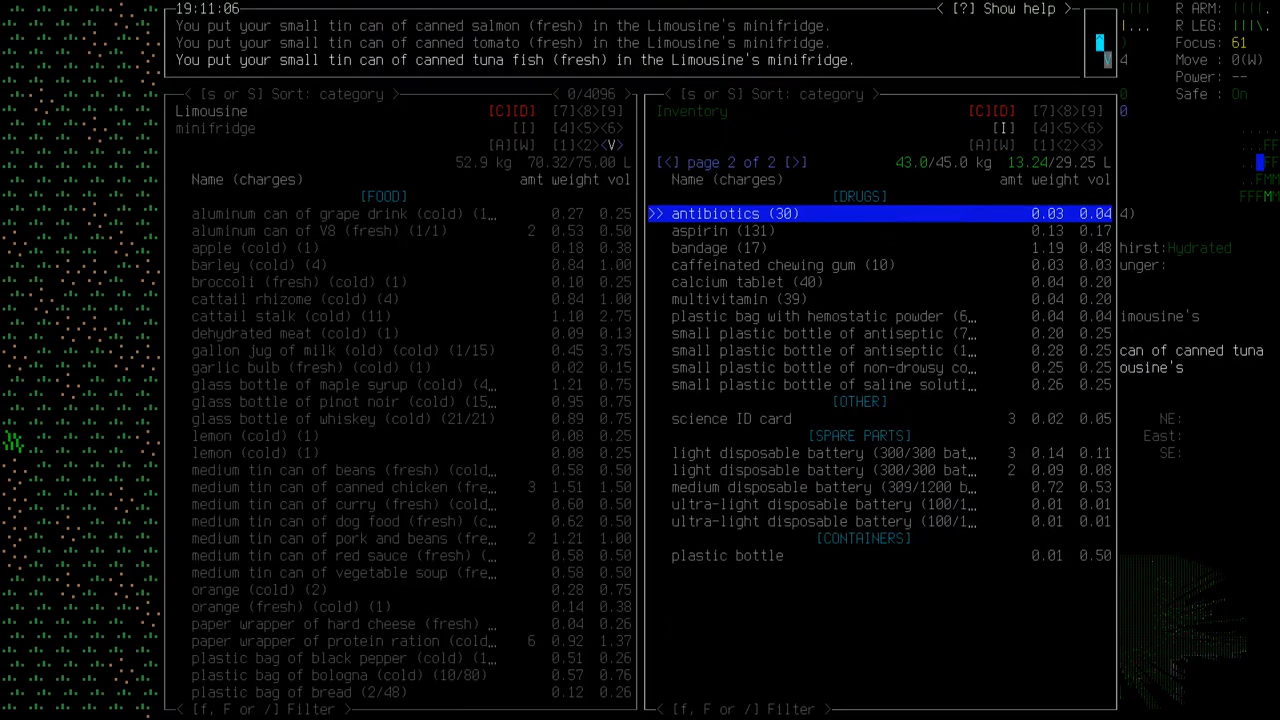 19:11:06
< [?] Show help >
You put your small tin can of canned salmon (fresh) in the Limousine's minifridge.
You put your small tin can of canned tomato (fresh) in the Limousine's minifridge.
You put your small tin can of canned tuna fish (fresh) in the Limousine's minifridge.
< [s or S] Sort: category >
< 0/4096 >
Limousine [C][D] [7]<8>[9]
minifridge [I] [4]<5><6>
[A][W] [1]<2><V>
52.9 kg 70.32/75.00 L
Name (charges) amt weight vol
[FOOD]
aluminum can of grape drink (cold) (1… 0.27 0.25
aluminum can of V8 (fresh) (1/1) 2 0.53 0.50
apple (cold) (1) 0.18 0.38
barley (cold) (4) 0.84 1.00
broccoli (fresh) (cold) (1) 0.10 0.25
cattail rhizome (cold) (4) 0.84 1.00
cattail stalk (cold) (11) 1.10 2.75
dehydrated meat (cold) (1) 0.09 0.13
gallon jug of milk (old) (cold) (1/15) 0.45 3.75
garlic bulb (fresh) (cold) (1) 0.02 0.15
glass bottle of maple syrup (cold) (4… 1.21 0.75
glass bottle of pinot noir (cold) (15… 0.95 0.75
glass bottle of whiskey (cold) (21/21) 0.89 0.75
lemon (cold) (1) 0.08 0.25
lemon (cold) (1) 0.08 0.25
medium tin can of beans (fresh) (cold… 0.58 0.50
medium tin can of canned chicken (fre… 3 1.51 1.50
medium tin can of curry (fresh) (cold… 0.60 0.50
medium tin can of dog food (fresh) (c… 0.62 0.50
medium tin can of pork and beans (fre… 2 1.21 1.00
medium tin can of red sauce (fresh) (… 0.58 0.50
medium tin can of vegetable soup (fre… 0.58 0.50
orange (cold) (2) 0.28 0.75
orange (fresh) (cold) (1) 0.14 0.38
paper wrapper of hard cheese (fresh) … 0.04 0.26
paper wrapper of protein ration (cold… 6 0.92 1.37
plastic bag of black pepper (cold) (1… 0.51 0.26
plastic bag of bologna (cold) (10/80) 0.57 0.76
plastic bag of bread (2/48) 0.12 0.26
< [f, F or /] Filter >
< [s or S] Sort: category >
Inventory [C][D] [7]<8>[9]
[I] [4]<5><6>
[A][W] [1]<2><3>
[<] page 2 of 2 [>] 43.0/45.0 kg 13.24/29.25 L
Name (charges) amt weight vol
[DRUGS]
>> antibiotics (30) 0.03 0.04
aspirin (131) 0.13 0.17
bandage (17) 1.19 0.48
caffeinated chewing gum (10) 0.03 0.03
calcium tablet (40) 0.04 0.20
multivitamin (39) 0.04 0.20
plastic bag with hemostatic powder (6… 0.04 0.04
small plastic bottle of antiseptic (7… 0.20 0.25
small plastic bottle of antiseptic (1… 0.28 0.25
small plastic bottle of non-drowsy co… 0.25 0.25
small plastic bottle of saline soluti… 0.26 0.25
[OTHER]
science ID card 3 0.02 0.05
[SPARE PARTS]
light disposable battery (300/300 bat… 3 0.14 0.11
light disposable battery (300/300 bat… 2 0.09 0.08
medium disposable battery (309/1200 b… 0.72 0.53
ultra-light disposable battery (100/1… 0.01 0.01
ultra-light disposable battery (100/1… 0.01 0.01
[CONTAINERS]
plastic bottle 0.01 0.50
< [f, F or /] Filter >
R ARM: ||||.
R LEG: |||\.
Focus: 61
Move : 0(W)
Power: --
Safe : On
4)
hirst:Hydrated
unger:
imousine's
can of canned tuna
ousine's
NE:
East:
SE: